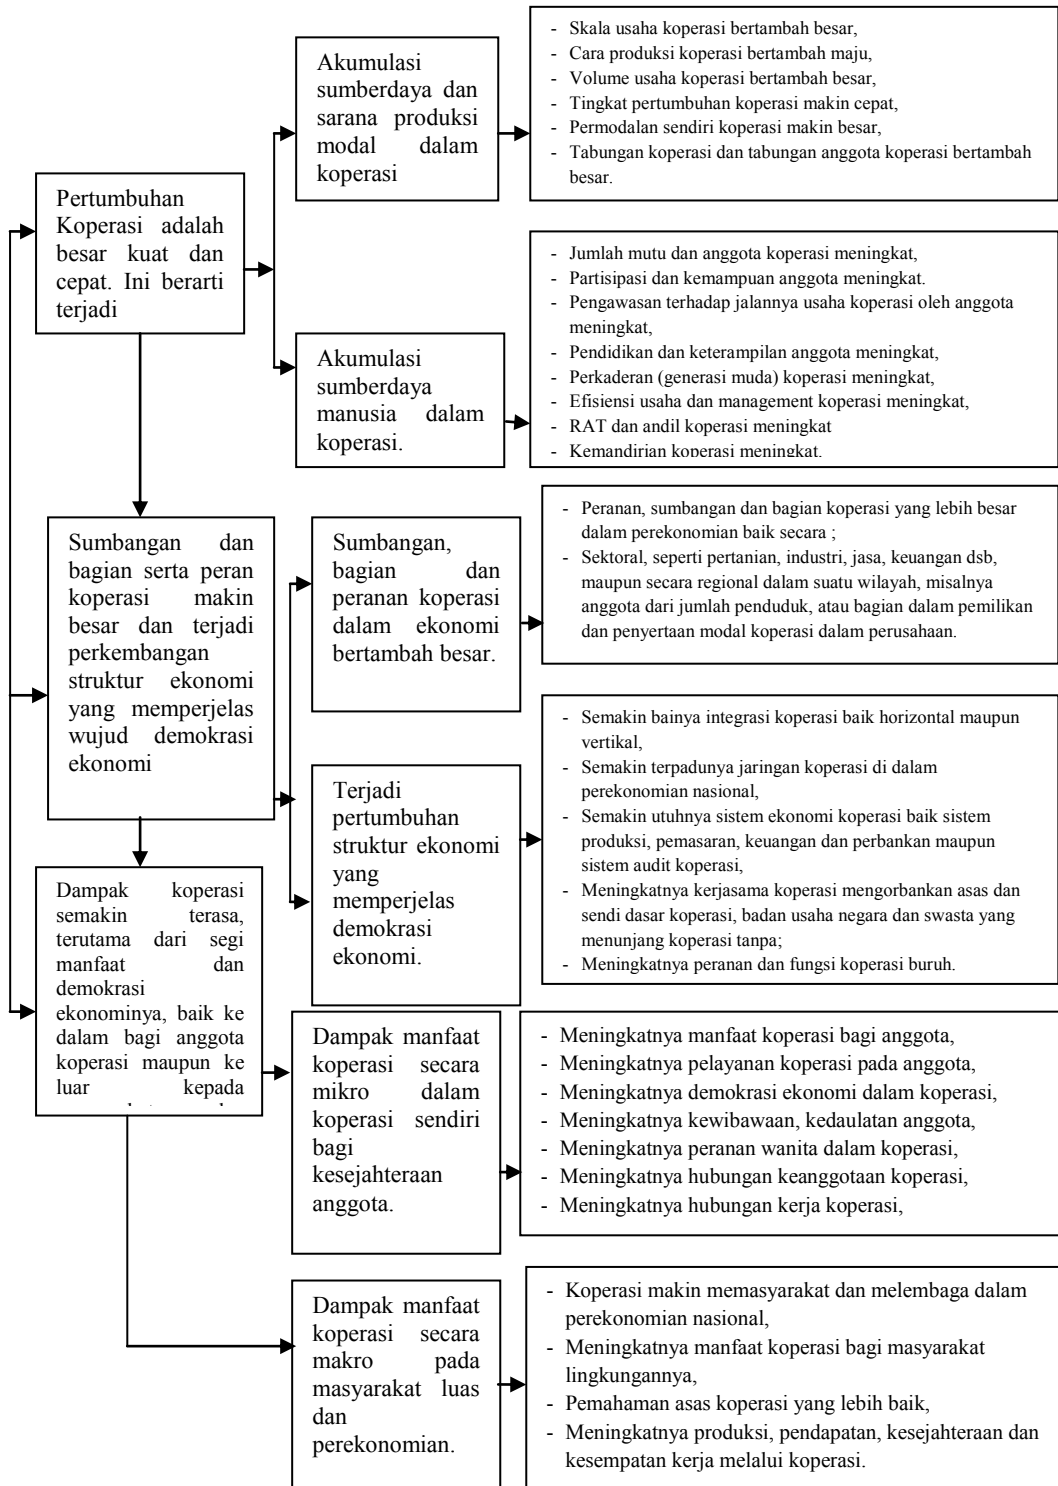 Pertumbuhan
Koperasi adalah
besar kuat dan
cepat. Ini berarti
terjadi
Akumulasi
sumberdaya dan
sarana produksi
modal dalam
koperasi
- Skala usaha koperasi bertambah besar,
- Cara produksi koperasi bertambah maju,
- Volume usaha koperasi bertambah besar,
- Tingkat pertumbuhan koperasi makin cepat,
- Permodalan sendiri koperasi makin besar,
- Tabungan koperasi dan tabungan anggota koperasi bertambah
besar.
Akumulasi
sumberdaya
manusia dalam
koperasi.
- Jumlah mutu dan anggota koperasi meningkat,
- Partisipasi dan kemampuan anggota meningkat.
- Pengawasan terhadap jalannya usaha koperasi oleh anggota
meningkat,
- Pendidikan dan keterampilan anggota meningkat,
- Perkaderan (generasi muda) koperasi meningkat,
- Efisiensi usaha dan management koperasi meningkat,
- RAT dan andil koperasi meningkat
- Kemandirian koperasi meningkat.
Sumbangan dan
bagian serta peran
koperasi makin
besar dan terjadi
perkembangan
struktur ekonomi
yang memperjelas
wujud demokrasi
ekonomi
Sumbangan,
bagian dan
peranan koperasi
dalam ekonomi
bertambah besar.
- Peranan, sumbangan dan bagian koperasi yang lebih besar
dalam perekonomian baik secara ;
- Sektoral, seperti pertanian, industri, jasa, keuangan dsb,
maupun secara regional dalam suatu wilayah, misalnya
anggota dari jumlah penduduk, atau bagian dalam pemilikan
dan penyertaan modal koperasi dalam perusahaan.
Terjadi
pertumbuhan
struktur ekonomi
yang
memperjelas
demokrasi
ekonomi.
- Semakin bainya integrasi koperasi baik horizontal maupun
vertikal,
- Semakin terpadunya jaringan koperasi di dalam
perekonomian nasional,
- Semakin utuhnya sistem ekonomi koperasi baik sistem
produksi, pemasaran, keuangan dan perbankan maupun
sistem audit koperasi,
- Meningkatnya kerjasama koperasi mengorbankan asas dan
sendi dasar koperasi, badan usaha negara dan swasta yang
menunjang koperasi tanpa;
- Meningkatnya peranan dan fungsi koperasi buruh.
Dampak koperasi
semakin terasa,
terutama dari segi
manfaat dan
demokrasi
ekonominya, baik ke
dalam bagi anggota
koperasi maupun ke
luar kepada
Dampak manfaat
koperasi secara
mikro dalam
koperasi sendiri
bagi
kesejahteraan
anggota.
- Meningkatnya manfaat koperasi bagi anggota,
- Meningkatnya pelayanan koperasi pada anggota,
- Meningkatnya demokrasi ekonomi dalam koperasi,
- Meningkatnya kewibawaan, kedaulatan anggota,
- Meningkatnya peranan wanita dalam koperasi,
- Meningkatnya hubungan keanggotaan koperasi,
- Meningkatnya hubungan kerja koperasi,
Dampak manfaat
koperasi secara
makro pada
masyarakat luas
dan
perekonomian.
- Koperasi makin memasyarakat dan melembaga dalam
perekonomian nasional,
- Meningkatnya manfaat koperasi bagi masyarakat
lingkungannya,
- Pemahaman asas koperasi yang lebih baik,
- Meningkatnya produksi, pendapatan, kesejahteraan dan
kesempatan kerja melalui koperasi.